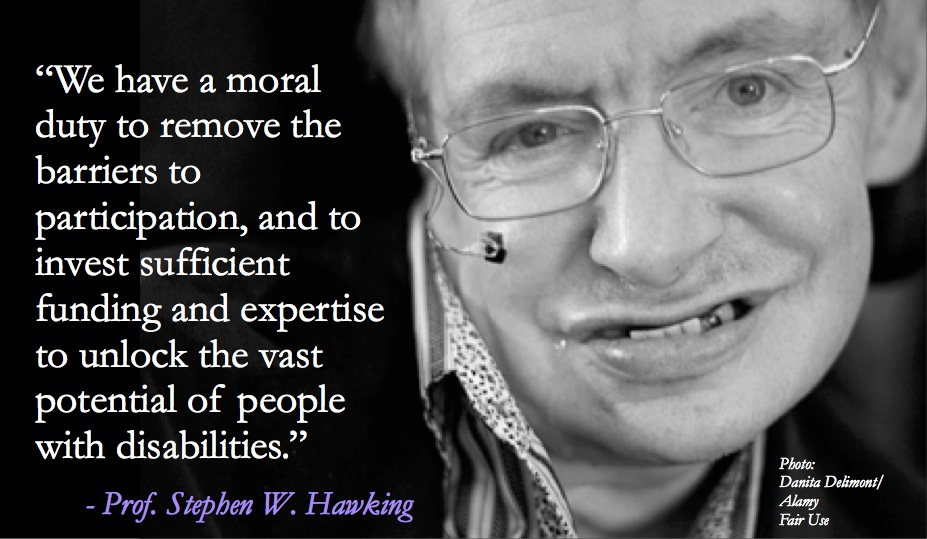 “We have a moral
duty to remove the
barriers to
participation, and to
invest sufficient
funding and expertise
to unlock the vast
potential of people
with disabilities.”
- Prof. Stephen W. Hawking
Photo:
Danita Delimont/
Alamy
Fair Use